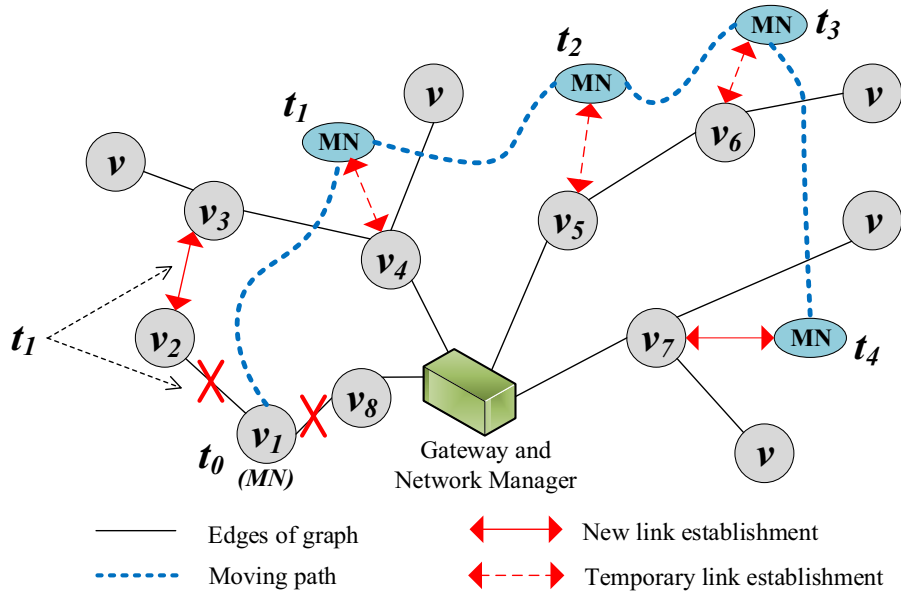 MN
t3
t2
MN
v
v
t1
MN
v6
v
v3
v5
v
v4
t1
v2
v7
MN
t4
v8
v1
t0
(MN)
Gateway and
Network Manager
v
Edges of graph
New link establishment
Moving path
Temporary link establishment